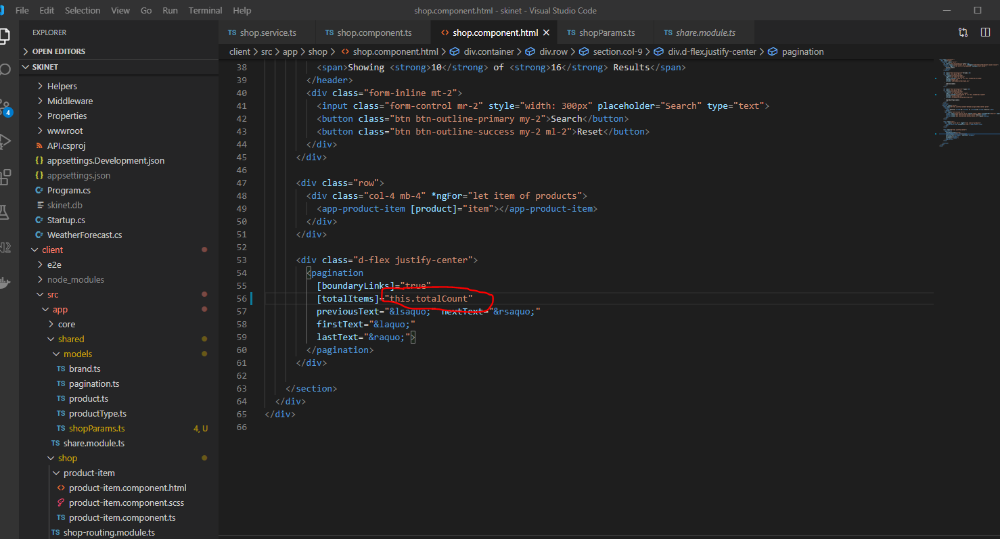 File Edit Selection View Go Run Terminal Help
shop.component.html - skinet - Visual Studio Code
EXPLORER
OPEN EDITORS
SKINET
Helpers
Middleware
Properties
wwwroot
API.csproj
{} appsettings.Development.json
{} appsettings.json
C# Program.cs
skinet.db
C# Startup.cs
C# WeatherForecast.cs
client
e2e
node_modules
src
app
core
shared
models
TS brand.ts
TS pagination.ts
TS product.ts
TS productType.ts
TS shopParams.ts 4, U
TS share.module.ts
shop
product-item
<> product-item.component.html
product-item.component.scss
TS product-item.component.ts
TS shop-routing.module.ts
4
TS shop.service.ts
TS shop.component.ts
<> shop.component.html
TS shopParams.ts
TS share.module.ts
client > src > app > shop > <> shop.component.html > div.container > div.row > section.col-9 > div.d-flex.justify-center > pagination
38 <span>Showing <strong>10</strong> of <strong>16</strong> Results</span>
39 </header>
40 <div class="form-inline mt-2">
41 <input class="form-control mr-2" style="width: 300px" placeholder="Search" type="text">
42 <button class="btn btn-outline-primary my-2">Search</button>
43 <button class="btn btn-outline-success my-2 ml-2">Reset</button>
44 </div>
45 </div>
46
47 <div class="row">
48 <div class="col-4 mb-4" *ngFor="let item of products">
49 <app-product-item [product]="item"></app-product-item>
50 </div>
51 </div>
52
53 <div class="d-flex justify-center">
54 <pagination
55 [boundaryLinks]="true"
56 [totalItems]="this.totalCount"
57 previousText="&lsaquo;" nextText="&rsaquo;"
58 firstText="&laquo;"
59 lastText="&raquo;">
60 </pagination>
61 </div>
62
63 </section>
64 </div>
65 </div>
66